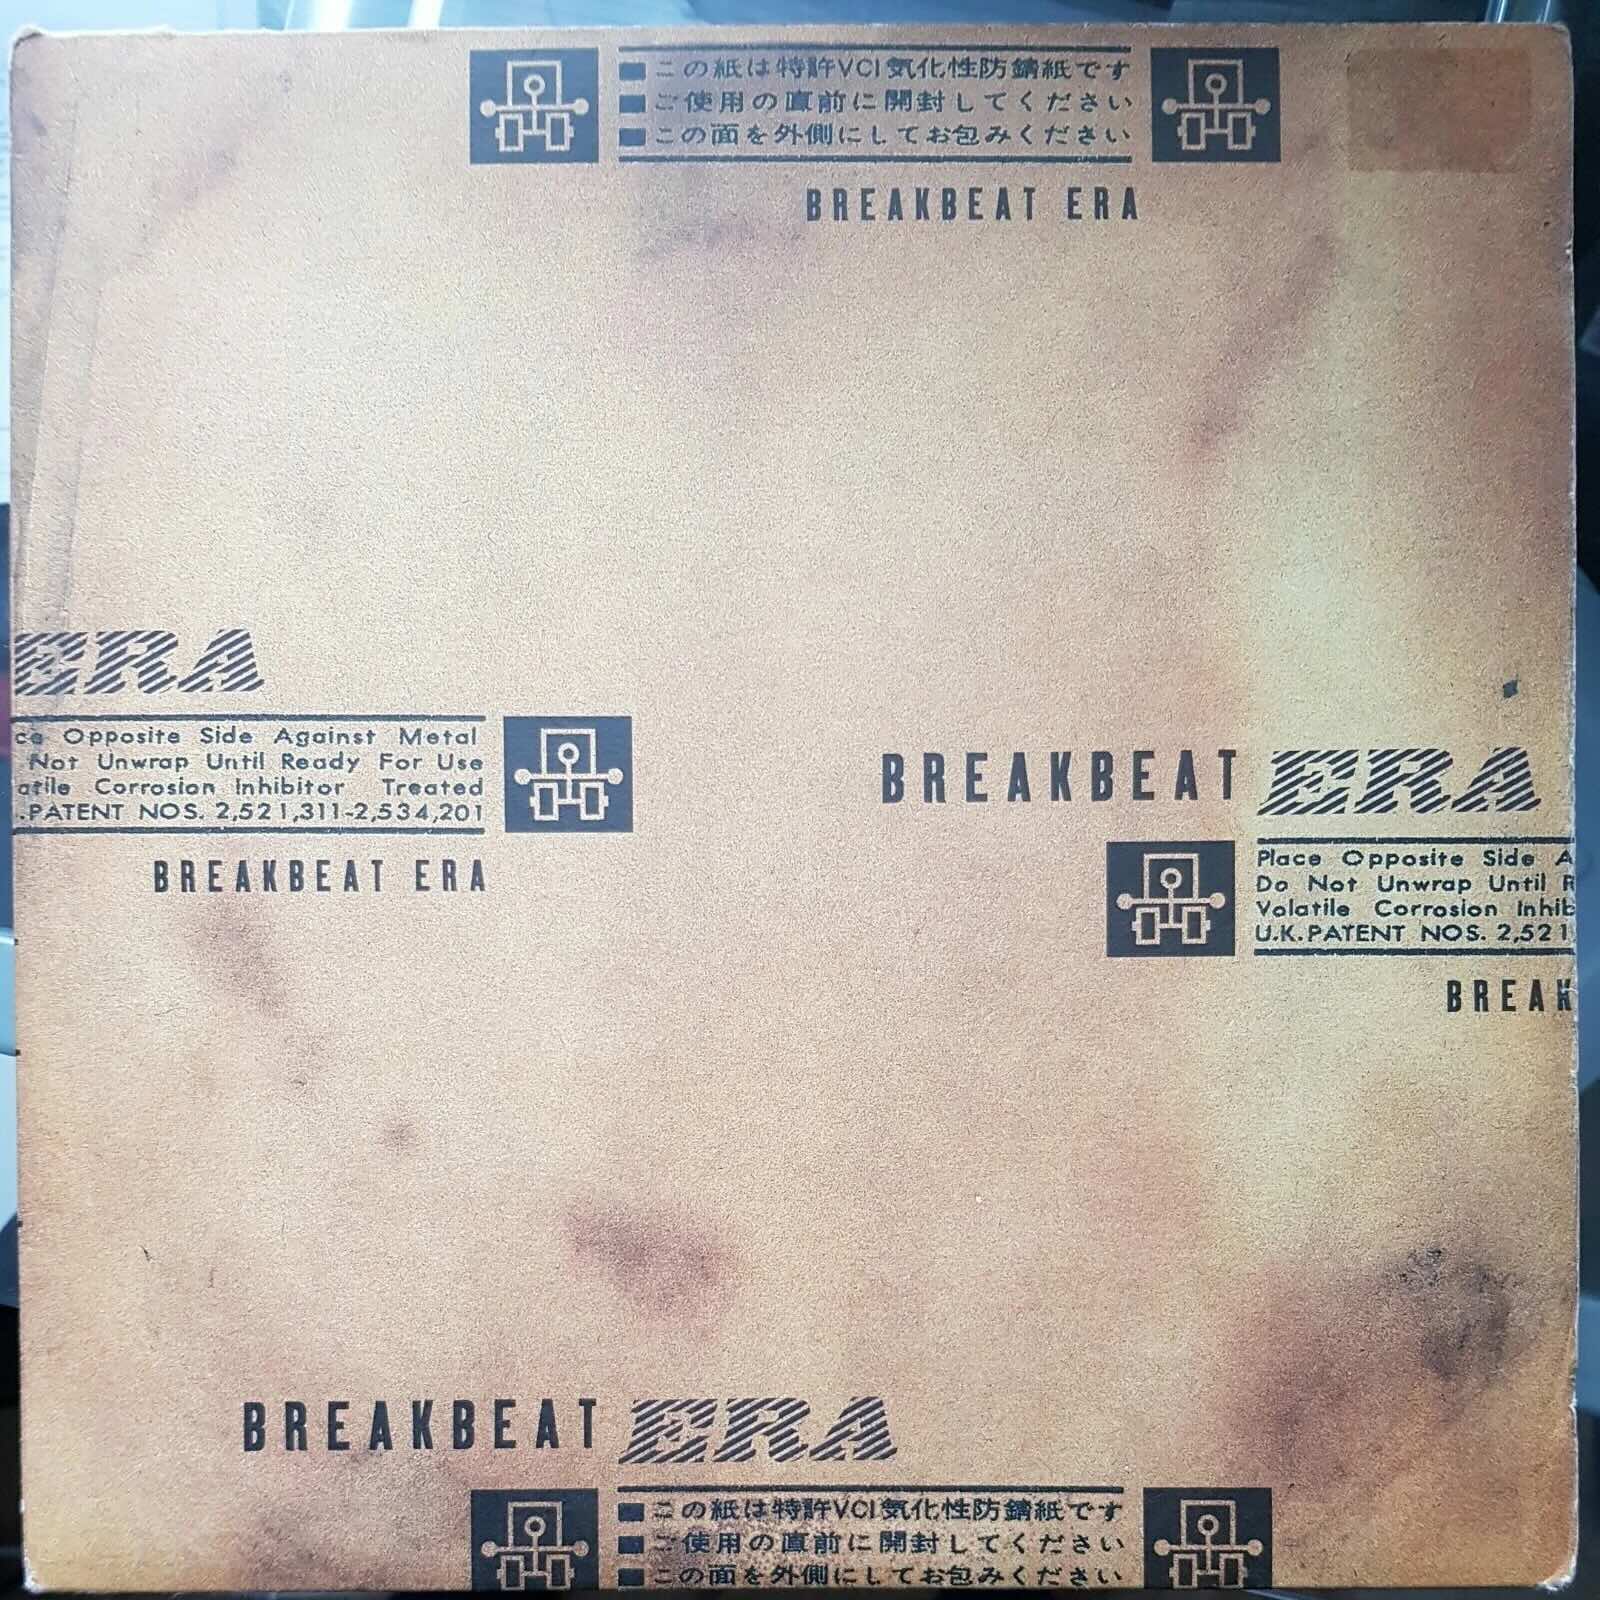 ■この紙は特許VCI気化性防錆紙です
■ご使用の直前に開封してください
■この面を外側にしてお包みください
BREAKBEAT ERA
ERA
ce Opposite Side Against Metal
Not Unwrap Until Ready For Use
atile Corrosion Inhibitor Treated
.PATENT NOS. 2,521,311-2,534,201
BREAKBEAT ERA
BREAKBEAT ERA
Place Opposite Side A
Do Not Unwrap Until R
Volatile Corrosion Inhib
U.K.PATENT NOS. 2,521
BREAK
BREAKBEAT ERA
■この紙は特許VCI気化性防錆紙です
■ご使用の直前に開封してください
■この面を外側にしてお包みください